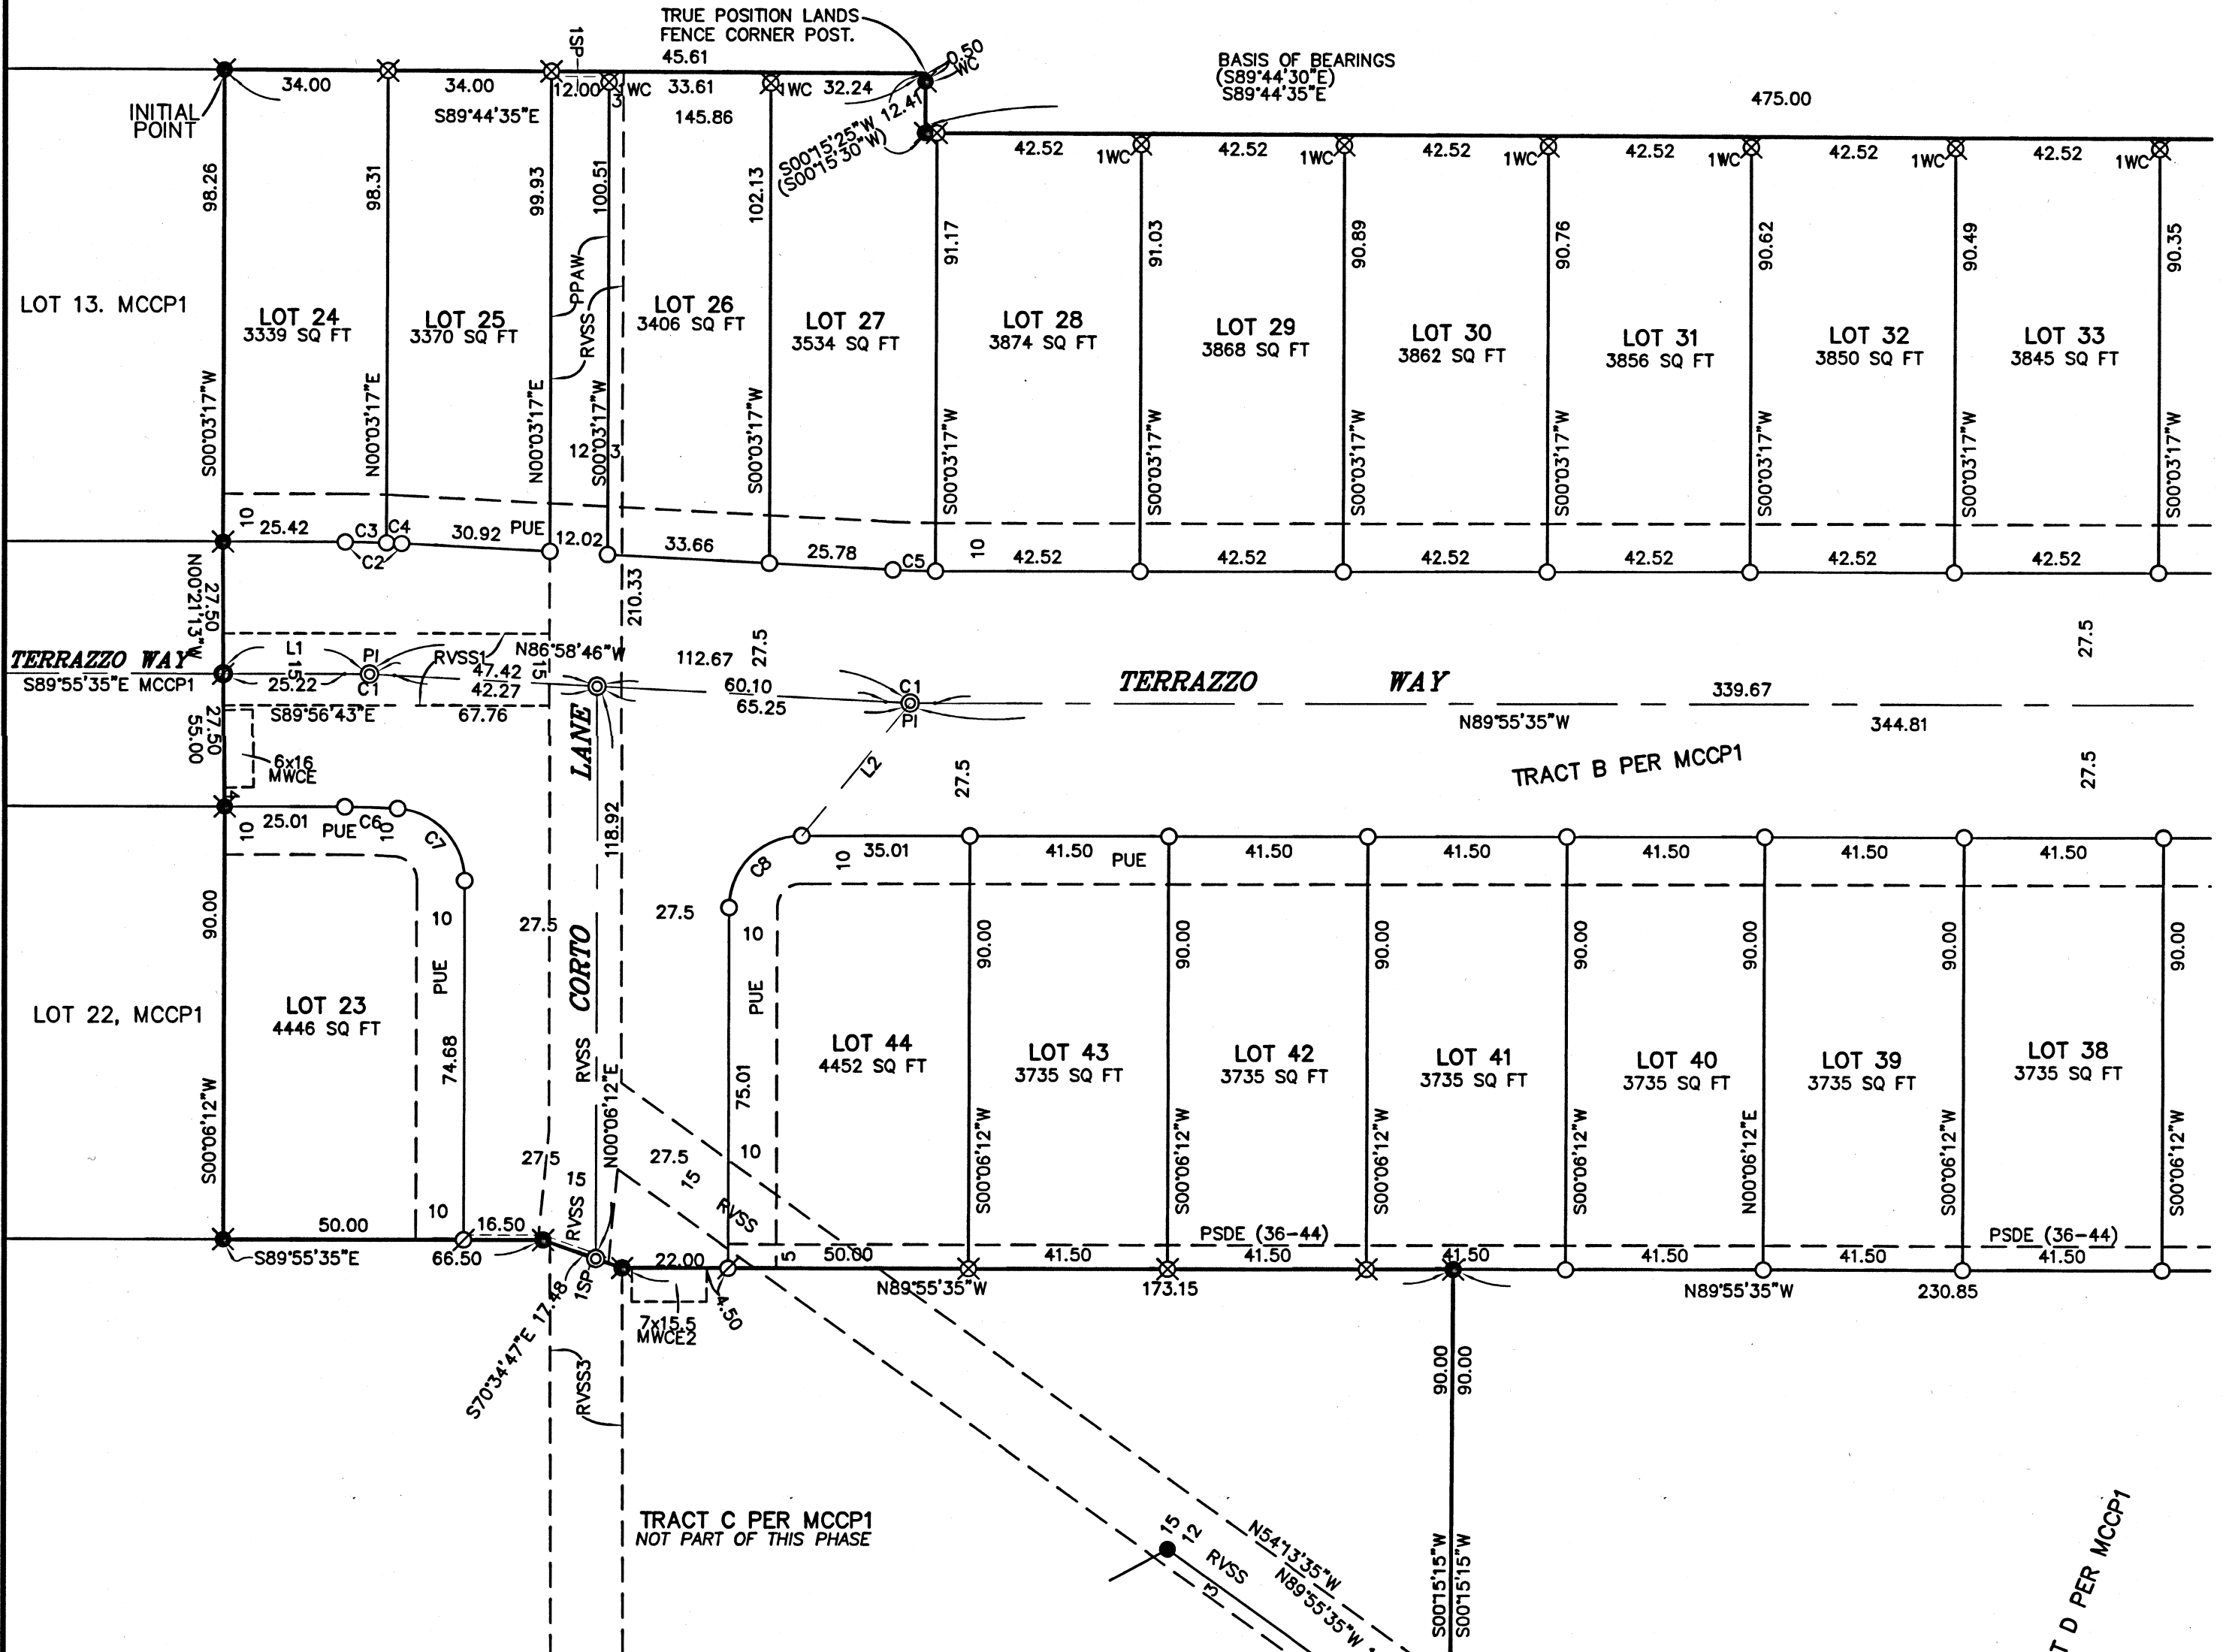 TRUE POSITION LANDS
FENCE CORNER POST.
1SP
45.61
0.50
WC
BASIS OF BEARINGS
(S89°44'30"E)
S89°44'35"E
475.00
INITIAL
POINT
34.00
34.00
12.00
3
1WC
33.61
1WC
32.24
12.41
S89°44'35"E
145.86
S00°15'25"W
(S00°15'30"W)
42.52
1WC
42.52
1WC
42.52
1WC
42.52
1WC
42.52
1WC
42.52
1WC
98.26
98.31
99.93
100.51
102.13
91.17
91.03
90.89
90.76
90.62
90.49
90.35
PPAW
RVSS
LOT 13. MCCP1
LOT 24
3339 SQ FT
LOT 25
3370 SQ FT
LOT 26
3406 SQ FT
LOT 27
3534 SQ FT
LOT 28
3874 SQ FT
LOT 29
3868 SQ FT
LOT 30
3862 SQ FT
LOT 31
3856 SQ FT
LOT 32
3850 SQ FT
LOT 33
3845 SQ FT
S00°03'17"W
N00°03'17"E
N00°03'17"E
S00°03'17"W
S00°03'17"W
S00°03'17"W
S00°03'17"W
S00°03'17"W
S00°03'17"W
S00°03'17"W
S00°03'17"W
S00°03'17"W
12
3
10
25.42
C3
C4
C2
30.92
PUE
12.02
33.66
25.78
C5
10
42.52
42.52
42.52
42.52
42.52
42.52
N00°21'13"W
27.50
210.33
27.5
27.5
TERRAZZO WAY
S89°55'35"E MCCP1
L1
15
25.22
PI
C1
RVSS1
47.42
42.27
15
N86°58'46"W
112.67
60.10
65.25
C1
PI
TERRAZZO WAY
339.67
N89°55'35"W
344.81
S89°56'43"E
67.76
27.50
55.00
6x16
MWCE
4
LANE
L2
27.5
27.5
TRACT B PER MCCP1
10
25.01
PUE
C6
10
C7
118.92
C8
10
35.01
41.50
PUE
41.50
41.50
41.50
41.50
41.50
90.00
10
PUE
27.5
CORTO
27.5
10
PUE
90.00
90.00
90.00
90.00
90.00
90.00
90.00
LOT 22, MCCP1
LOT 23
4446 SQ FT
74.68
RVSS
75.01
LOT 44
4452 SQ FT
LOT 43
3735 SQ FT
LOT 42
3735 SQ FT
LOT 41
3735 SQ FT
LOT 40
3735 SQ FT
LOT 39
3735 SQ FT
LOT 38
3735 SQ FT
S00°06'12"W
N00°06'12"E
S00°06'12"W
S00°06'12"W
S00°06'12"W
S00°06'12"W
N00°06'12"E
S00°06'12"W
S00°06'12"W
27.5
15
27.5
15
10
10
RVSS
RVSS
50.00
16.50
S89°55'35"E
66.50
1SP
22.00
4.50
5
50.00
PSDE (36-44)
41.50
41.50
41.50
41.50
41.50
PSDE (36-44)
41.50
N89°55'35"W
173.15
N89°55'35"W
230.85
S70°34'47"E 17.48
7x15.5
MWCE2
RVSS3
90.00
90.00
TRACT C PER MCCP1
NOT PART OF THIS PHASE
15
12
RVSS
3
N54°13'35"W
N89°55'35"W
S00°15'15"W
S00°15'15"W
T D PER MCCP1